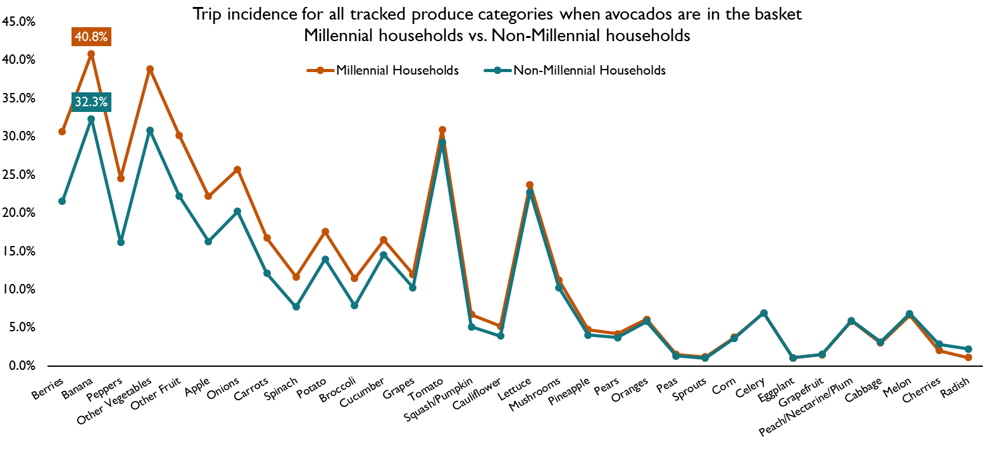 Trip incidence for all tracked produce categories when avocados are in the basket
Millennial households vs. Non-Millennial households
Millennial Households
Non-Millennial Households
45.0%
40.0%
35.0%
30.0%
25.0%
20.0%
15.0%
10.0%
5.0%
0.0%
40.8%
32.3%
Berries
Banana
Peppers
Other Vegetables
Other Fruit
Apple
Onions
Carrots
Spinach
Potato
Broccoli
Cucumber
Grapes
Tomato
Squash/Pumpkin
Cauliflower
Lettuce
Mushrooms
Pineapple
Pears
Oranges
Peas
Sprouts
Corn
Celery
Eggplant
Grapefruit
Peach/Nectarine/Plum
Cabbage
Melon
Cherries
Radish